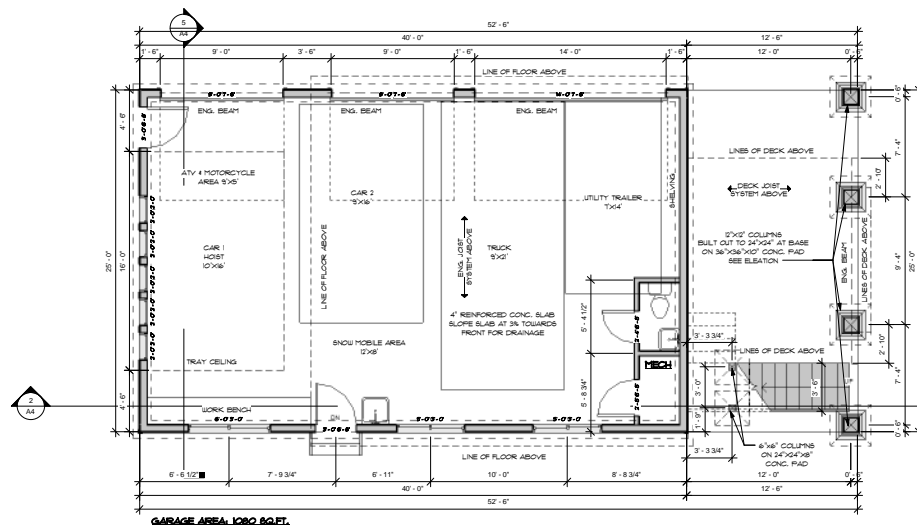 52' - 6"
5
A4
40' - 0"
12' - 6"
1' - 6"
9' - 0"
3' - 6"
9' - 0"
1' - 6"
14' - 0"
1' - 6"
12' - 0"
0' - 6"
LINE OF FLOOR ABOVE
ENG. BEAM
ENG. BEAM
ENG. BEAM
4' - 6"
0' - 6"
7' - 4"
LINES OF DECK ABOVE
2' - 10"
ATV & MOTORCYCLE
AREA 5'X5'
CAR 2
9'X16'
UTILITY TRAILER
7'X14'
SHELVING
DECK JOIST
SYSTEM ABOVE
12"X12" COLUMNS
BUILT OUT TO 24"X24" AT BASE
ON 36"X36"X10" CONC. PAD
SEE ELEATION
CAR 1
HOIST
10'X16'
LINE OF FLOOR ABOVE
ENG. JOIST
SYSTEM ABOVE
TRUCK
9'X21'
ENG. BEAM
LINES OF DECK ABOVE
25' - 0"
16' - 0"
9' - 4"
25' - 0"
4" REINFORCED CONC. SLAB
SLOPE SLAB AT 3% TOWARDS
FRONT FOR DRAINAGE
5' - 4 1/2"
SNOW MOBILE AREA
12'X8'
3' - 3 3/4"
LINES OF DECK ABOVE
2' - 10"
TRAY CEILING
MECH
5' - 8 3/4"
3' - 0"
3' - 6"
UP
7' - 4"
2
A4
4' - 6"
WORK BENCH
DN
1' - 9"
0' - 6"
LINE OF FLOOR ABOVE
3' - 3 3/4"
6"x6" COLUMNS
ON 24"X24"X8"
CONC. PAD
6' - 6 1/2"
7' - 9 3/4"
6' - 11"
10' - 0"
8' - 8 3/4"
12' - 0"
0' - 6"
40' - 0"
12' - 6"
52' - 6"
GARAGE AREA: 1080 SQ.FT.